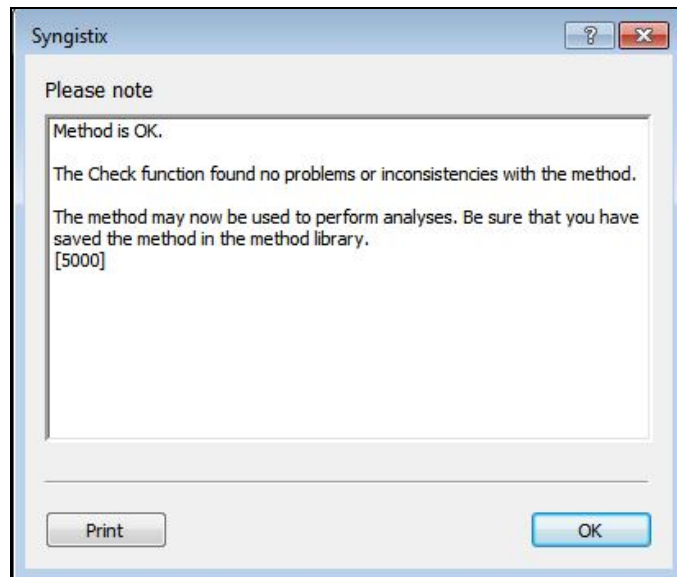 Syngistix
Please note
Method is OK.
The Check function found no problems or inconsistencies with the method.
The method may now be used to perform analyses. Be sure that you have
saved the method in the method library.
[5000]
Print
OK